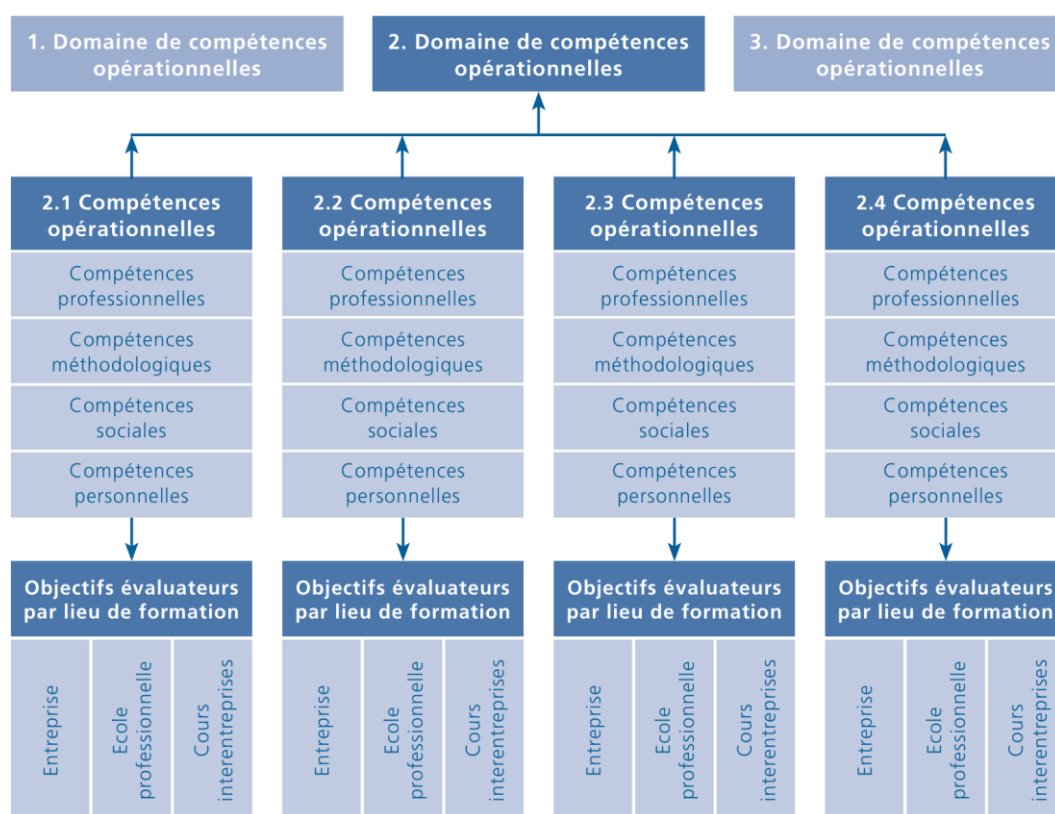 1. Domaine de compétences
opérationnelles
2. Domaine de compétences
opérationnelles
3. Domaine de compétences
opérationnelles
2.1 Compétences
opérationnelles
Compétences
professionnelles
Compétences
méthodologiques
Compétences
sociales
Compétences
personnelles
Objectifs évaluateurs
par lieu de formation
Entreprise
Ecole
professionnelle
Cours
interentreprises
2.2 Compétences
opérationnelles
Compétences
professionnelles
Compétences
méthodologiques
Compétences
sociales
Compétences
personnelles
Objectifs évaluateurs
par lieu de formation
Entreprise
Ecole
professionnelle
Cours
interentreprises
2.3 Compétences
opérationnelles
Compétences
professionnelles
Compétences
méthodologiques
Compétences
sociales
Compétences
personnelles
Objectifs évaluateurs
par lieu de formation
Entreprise
Ecole
professionnelle
Cours
interentreprises
2.4 Compétences
opérationnelles
Compétences
professionnelles
Compétences
méthodologiques
Compétences
sociales
Compétences
personnelles
Objectifs évaluateurs
par lieu de formation
Entreprise
Ecole
professionnelle
Cours
interentreprises